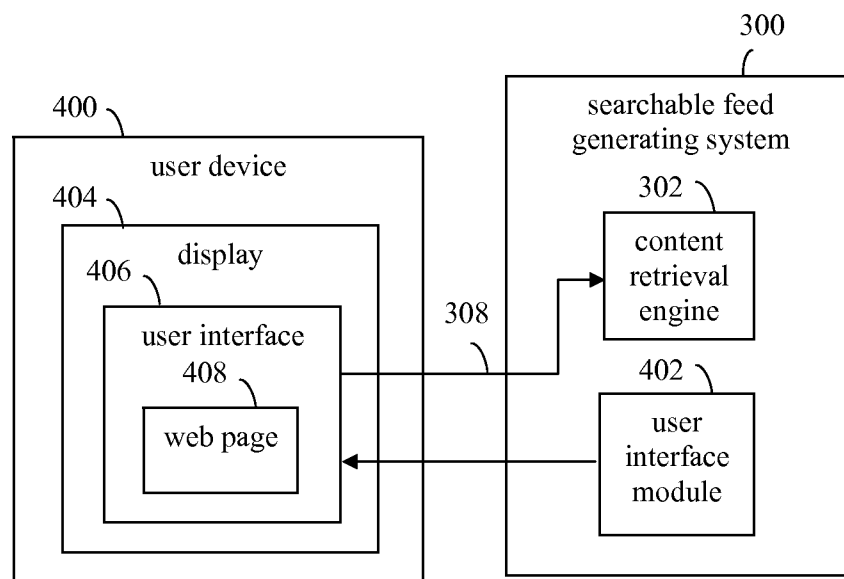 300
searchable feed
generating system
400
user device
302
content
retrieval
engine
404
display
406
user interface
308
408
web page
402
user
interface
module